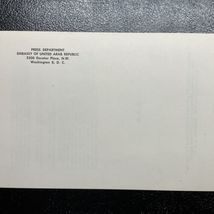 PRESS DEPARTMENT
EMBASSY OF UNITED ARAB REPUBLIC
2300 Decatur Place, N.W.
Washington 8, D. C.